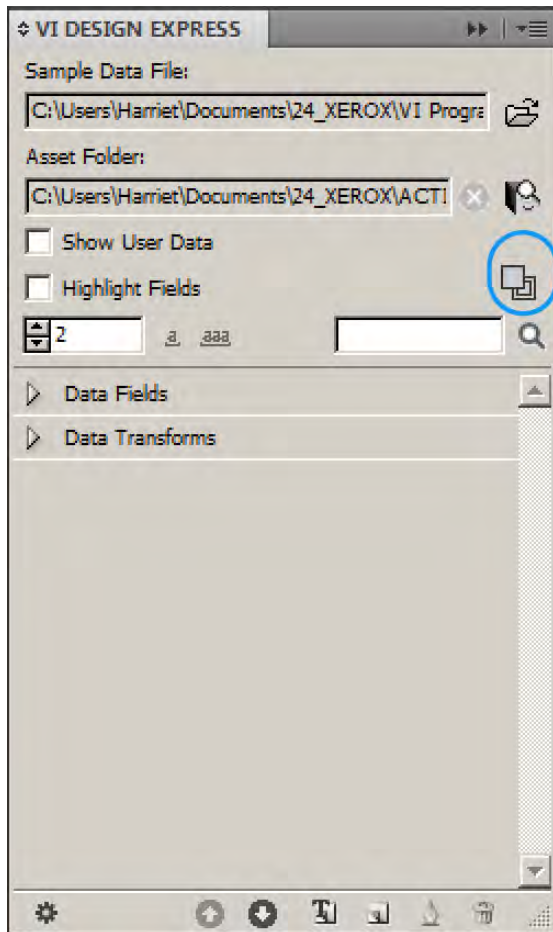 VI DESIGN EXPRESS
Sample Data File:
C:\Users\Harriet\Documents\24_XEROX\VI Progra
Asset Folder:
C:\Users\Harriet\Documents\24_XEROX\ACTI
Show User Data
Highlight Fields
2 a aaa
Data Fields
Data Transforms